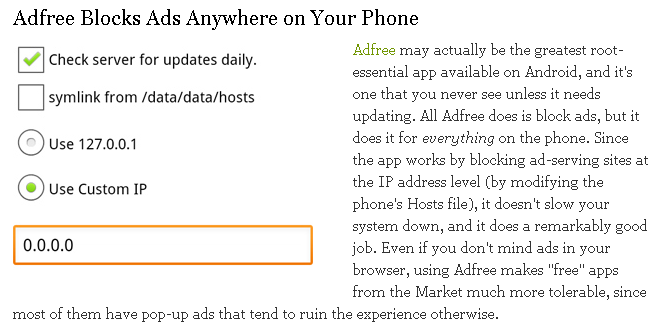 Adfree Blocks Ads Anywhere on Your Phone
Check server for updates daily.
symlink from /data/data/hosts
Use 127.0.0.1
Use Custom IP
0.0.0.0
Adfree may actually be the greatest root-
essential app available on Android, and it's
one that you never see unless it needs
updating. All Adfree does is block ads, but it
does it for everything on the phone. Since
the app works by blocking ad-serving sites at
the IP address level (by modifying the
phone's Hosts file), it doesn't slow your
system down, and it does a remarkably good
job. Even if you don't mind ads in your
browser, using Adfree makes "free" apps
from the Market much more tolerable, since
most of them have pop-up ads that tend to ruin the experience otherwise.